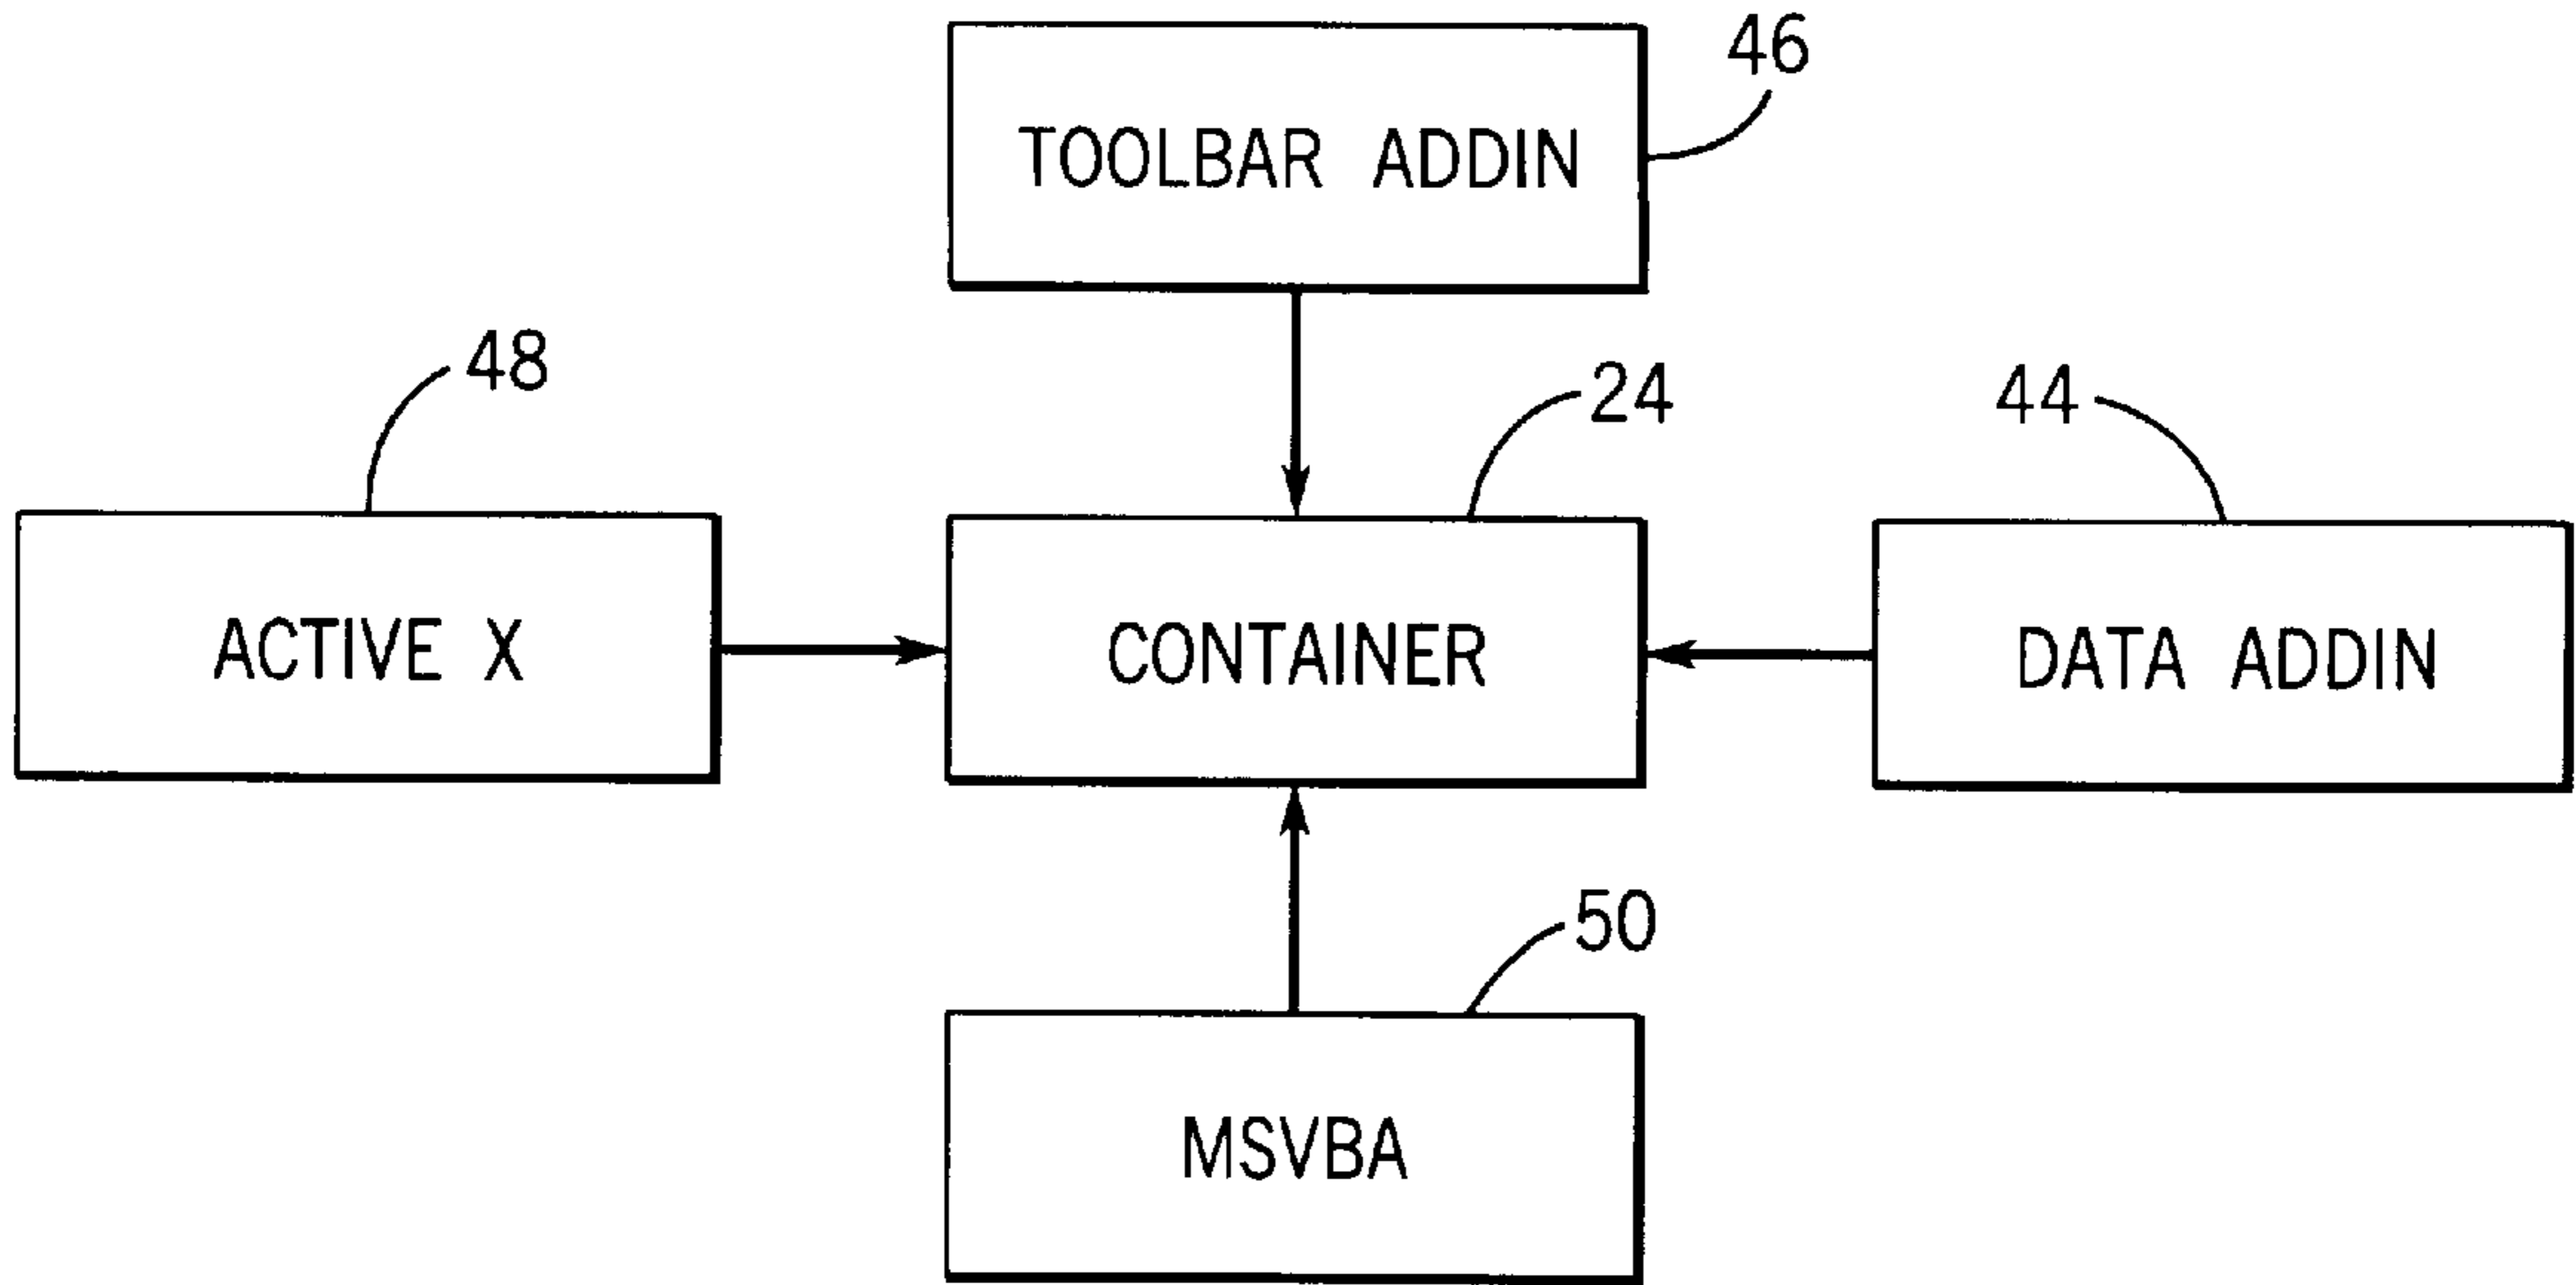 46
TOOLBAR ADDIN
48
24
44
ACTIVE X
CONTAINER
DATA ADDIN
50
MSVBA